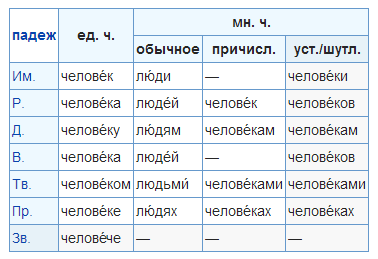 падеж ед. ч. мн. ч.
обычное причисл. уст./шутл.
Им. челове́к лю́ди — челове́ки
Р. челове́ка люде́й челове́к челове́ков
Д. челове́ку лю́дям челове́кам челове́кам
В. челове́ка люде́й — челове́ков
Тв. челове́ком людьми́ челове́ками челове́ками
Пр. челове́ке лю́дях челове́ках челове́ках
Зв. челове́че — — —